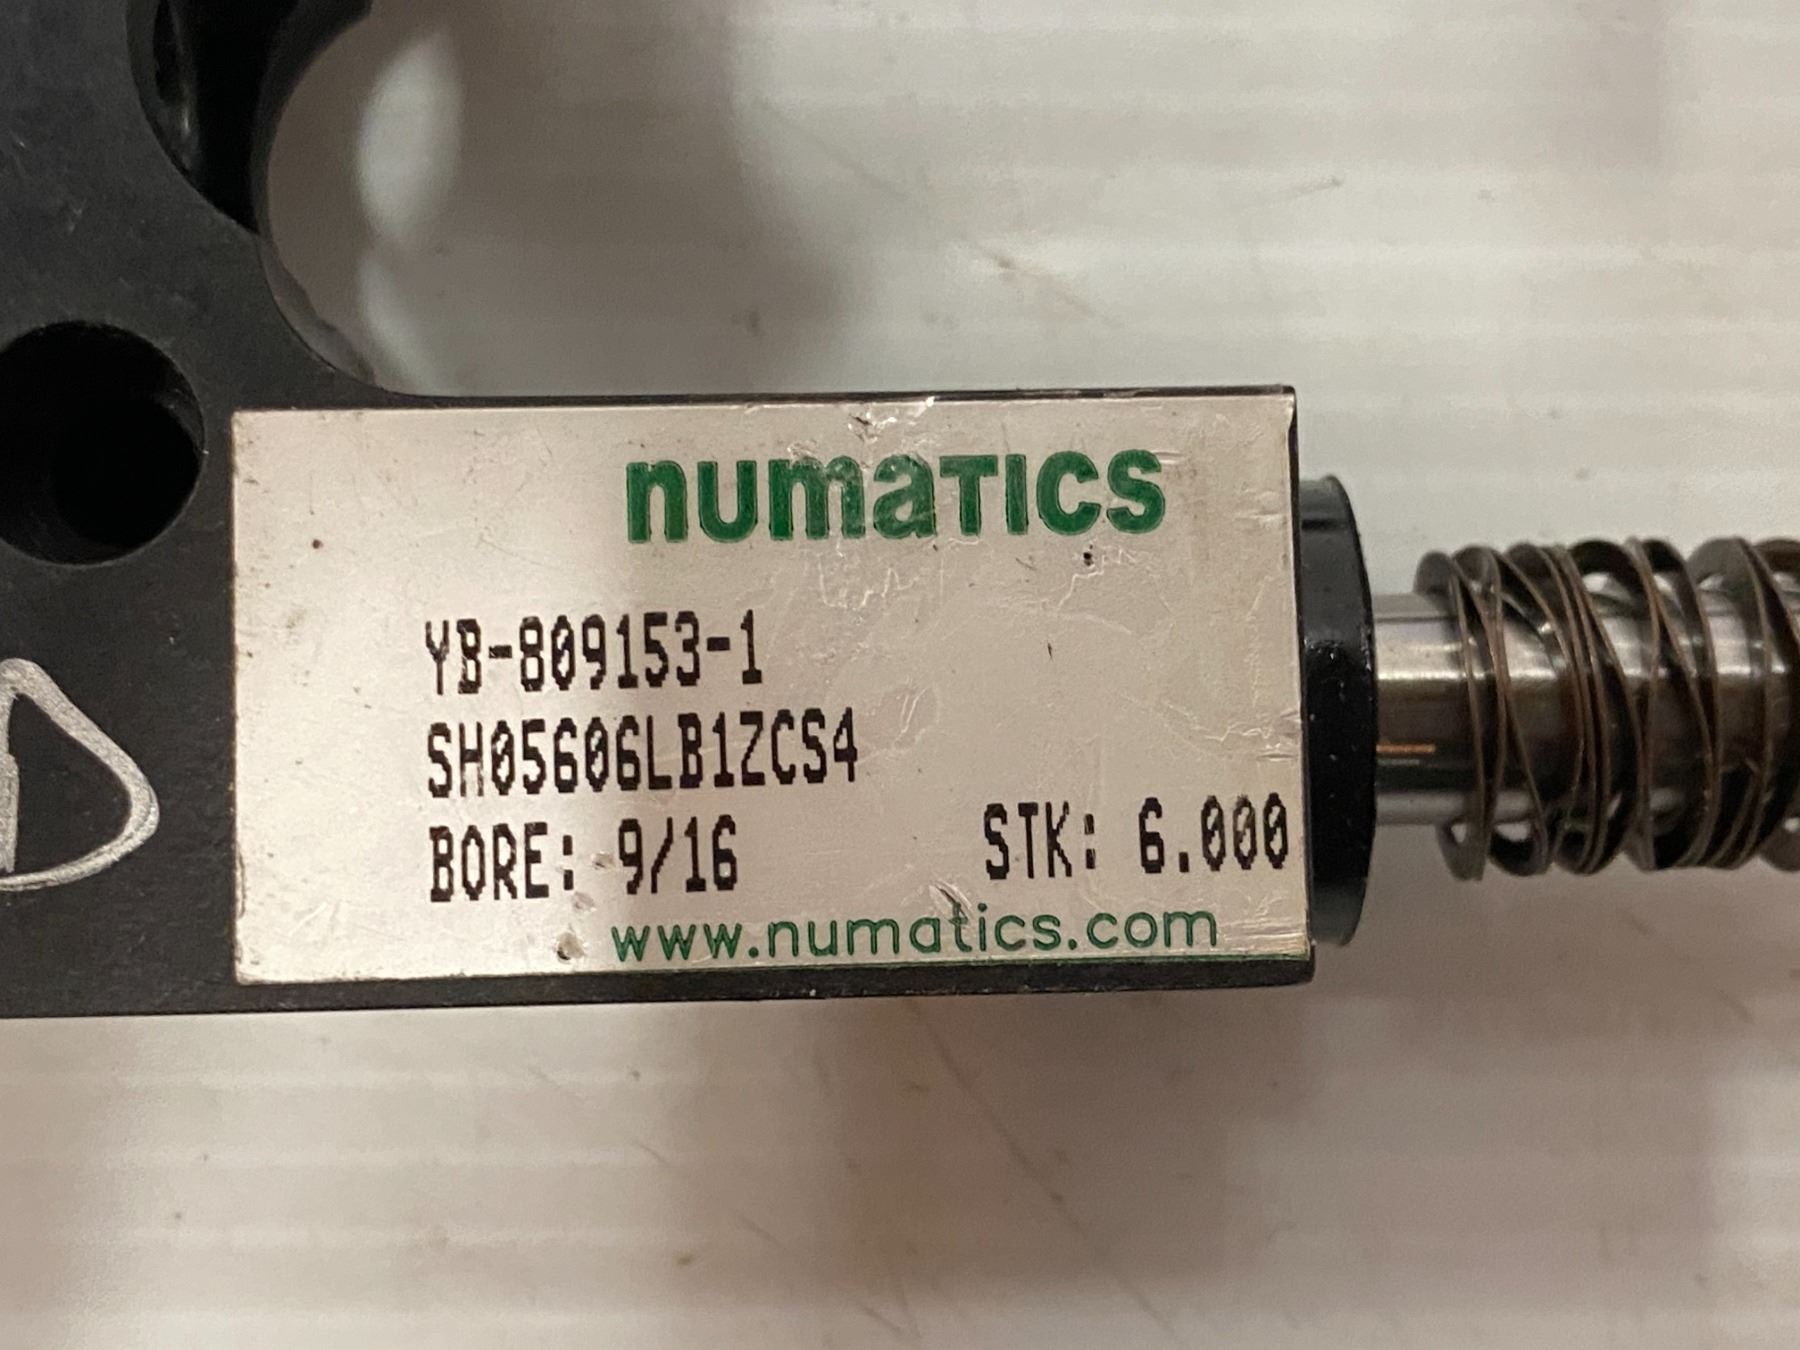 numatics
YB-809153-1
SH05606LB1ZCS4
BORE: 9/16 STK: 6.000
www.numatics.com
D